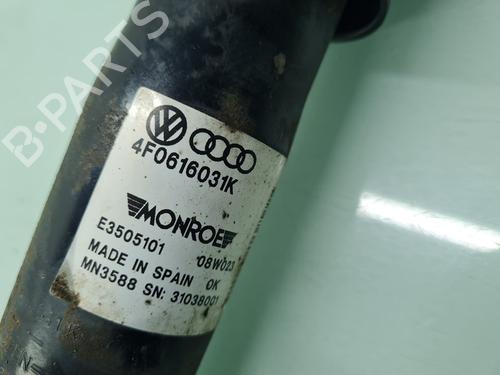 B-PARTS
4F0616031K
MONROE
E3505101 08W023
MADE IN SPAIN OK
MN3588 SN: 31038001